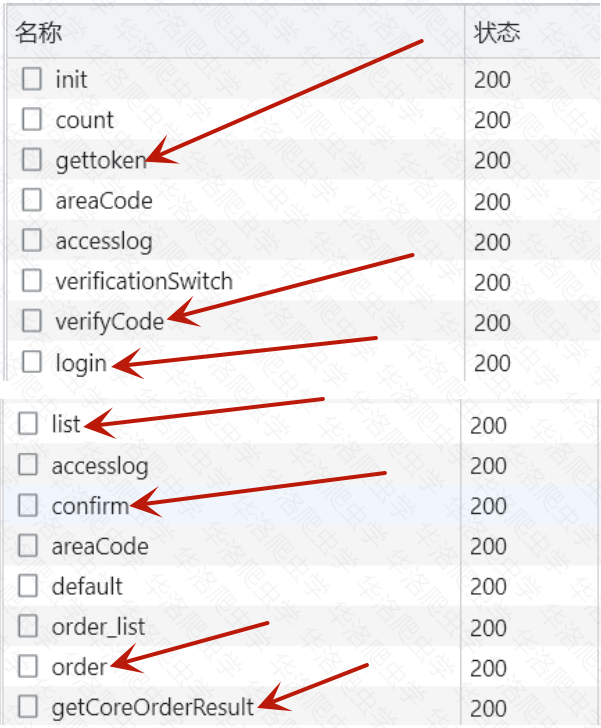 名称 状态
init 200
count 200
gettoken 200
areaCode 200
accesslog 200
verificationSwitch 200
verifyCode 200
login 200
list 200
accesslog 200
confirm 200
areaCode 200
default 200
order_list 200
order 200
getCoreOrderResult 200